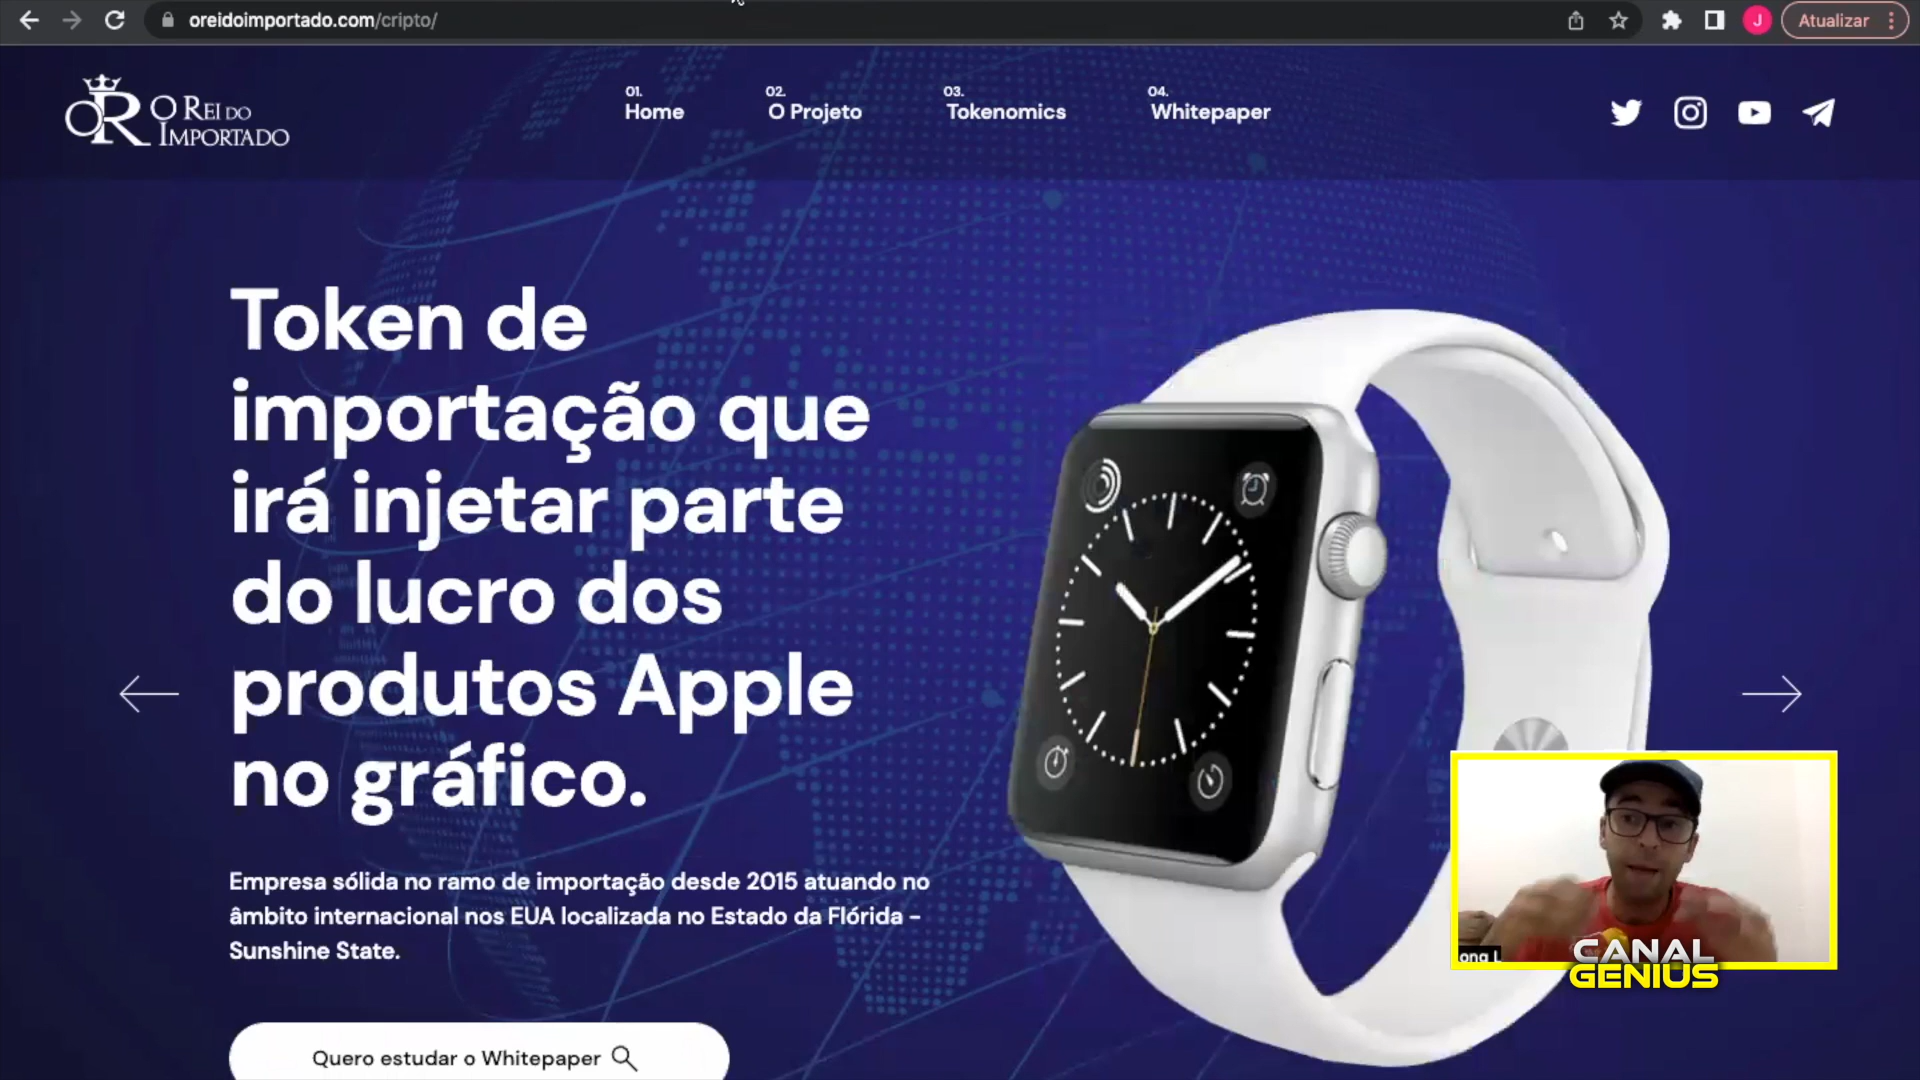 oreidoimportado.com/cripto/
J
Atualizar
OR O REI DO
IMPORTADO
01.
Home
02.
O Projeto
03.
Tokenomics
04.
Whitepaper
Token de
importação que
irá injetar parte
do lucro dos
produtos Apple
no gráfico.
Empresa sólida no ramo de importação desde 2015 atuando no
âmbito internacional nos EUA localizada no Estado da Flórida -
Sunshine State.
Quero estudar o Whitepaper
CANAL
GENIUS